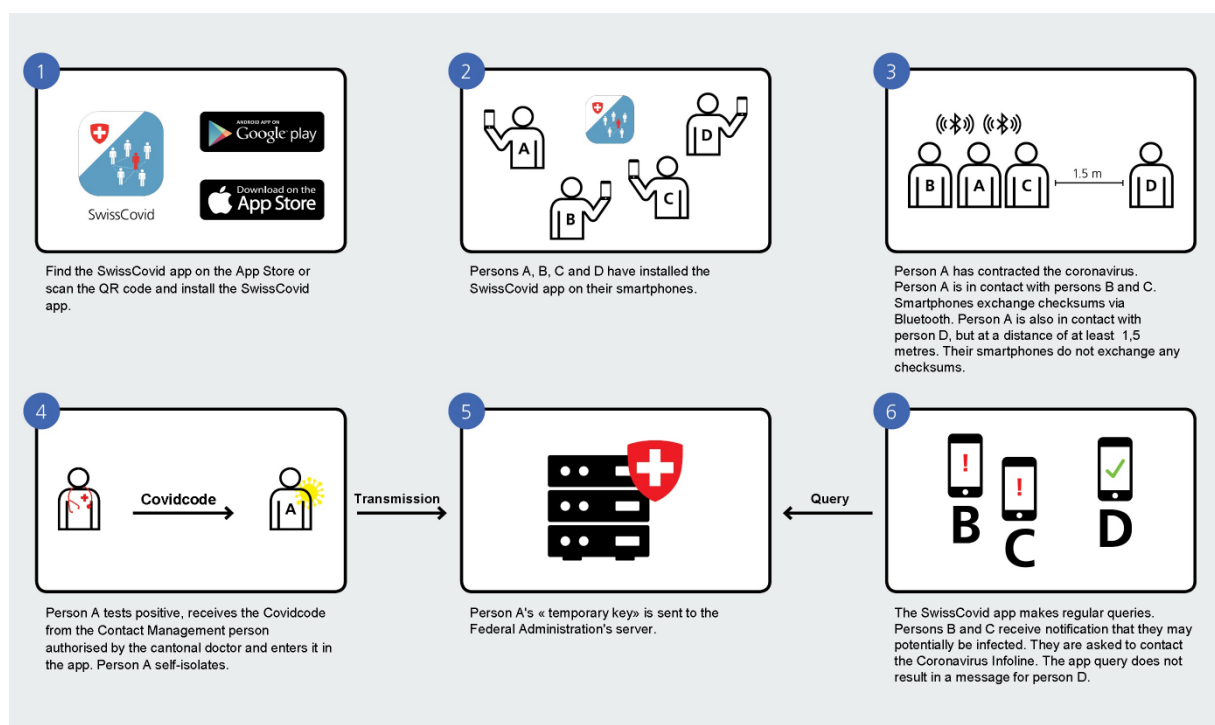 1
ANDROID APP ON
Google play
Download on the
App Store
SwissCovid
Find the SwissCovid app on the App Store or
scan the QR code and install the SwissCovid
app.
2
A
D
B
C
Persons A, B, C and D have installed the
SwissCovid app on their smartphones.
3
1.5 m
B
A
C
D
Person A has contracted the coronavirus.
Person A is in contact with persons B and C.
Smartphones exchange checksums via
Bluetooth. Person A is also in contact with
person D, but at a distance of at least 1,5
metres. Their smartphones do not exchange any
checksums.
4
Covidcode
A
Person A tests positive, receives the Covidcode
from the Contact Management person
authorised by the cantonal doctor and enters it in
the app. Person A self-isolates.
Transmission
5
Person A's « temporary key» is sent to the
Federal Administration's server.
Query
6
!
!
B
C
D
The SwissCovid app makes regular queries.
Persons B and C receive notification that they may
potentially be infected. They are asked to contact
the Coronavirus Infoline. The app query does not
result in a message for person D.